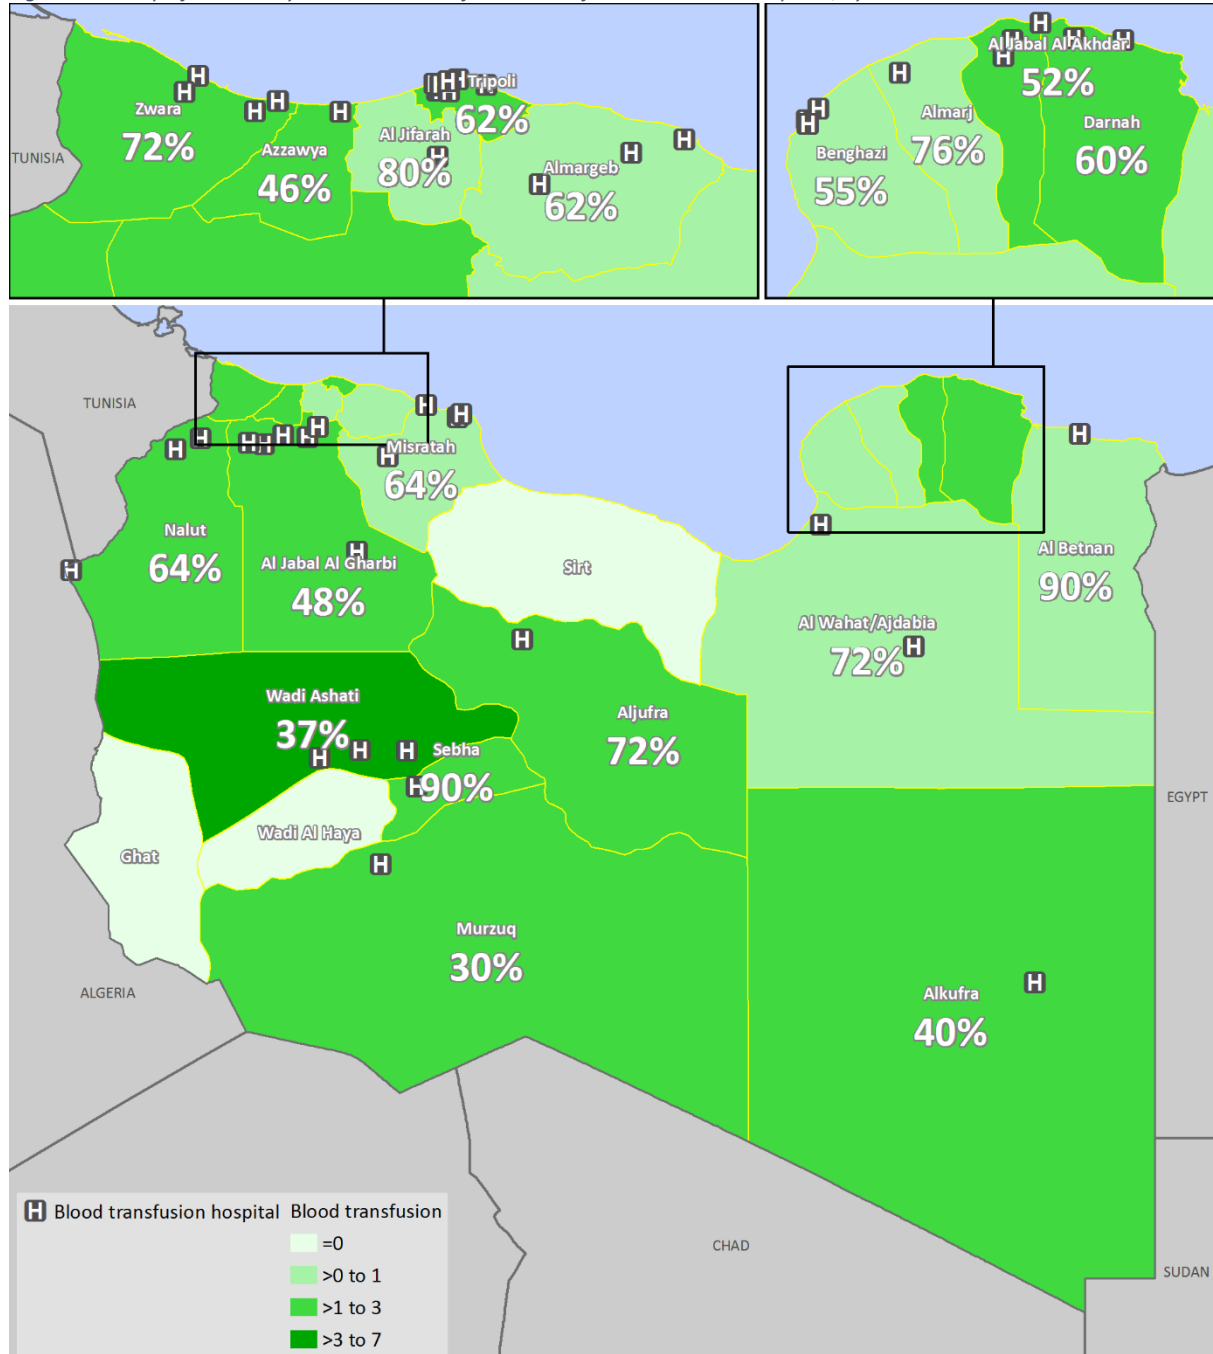 Zwara
72%
TUNISIA
Azzawya
46%
Al Jifarah
80%
Tripoli
62%
Almargeb
62%
Al Jabal Al Akhdar
52%
Almarj
76%
Darnah
60%
Benghazi
55%
TUNISIA
Misratah
64%
Nalut
64%
Al Jabal Al Gharbi
48%
Sirt
Al Betnan
90%
Al Wahat/Ajdabia
72%
Wadi Ashati
37%
Aljufra
72%
Sebha
90%
EGYPT
Wadi Al Haya
Ghat
Murzuq
30%
ALGERIA
Alkufra
40%
CHAD
SUDAN
H Blood transfusion hospital
Blood transfusion
=0
>0 to 1
>1 to 3
>3 to 7